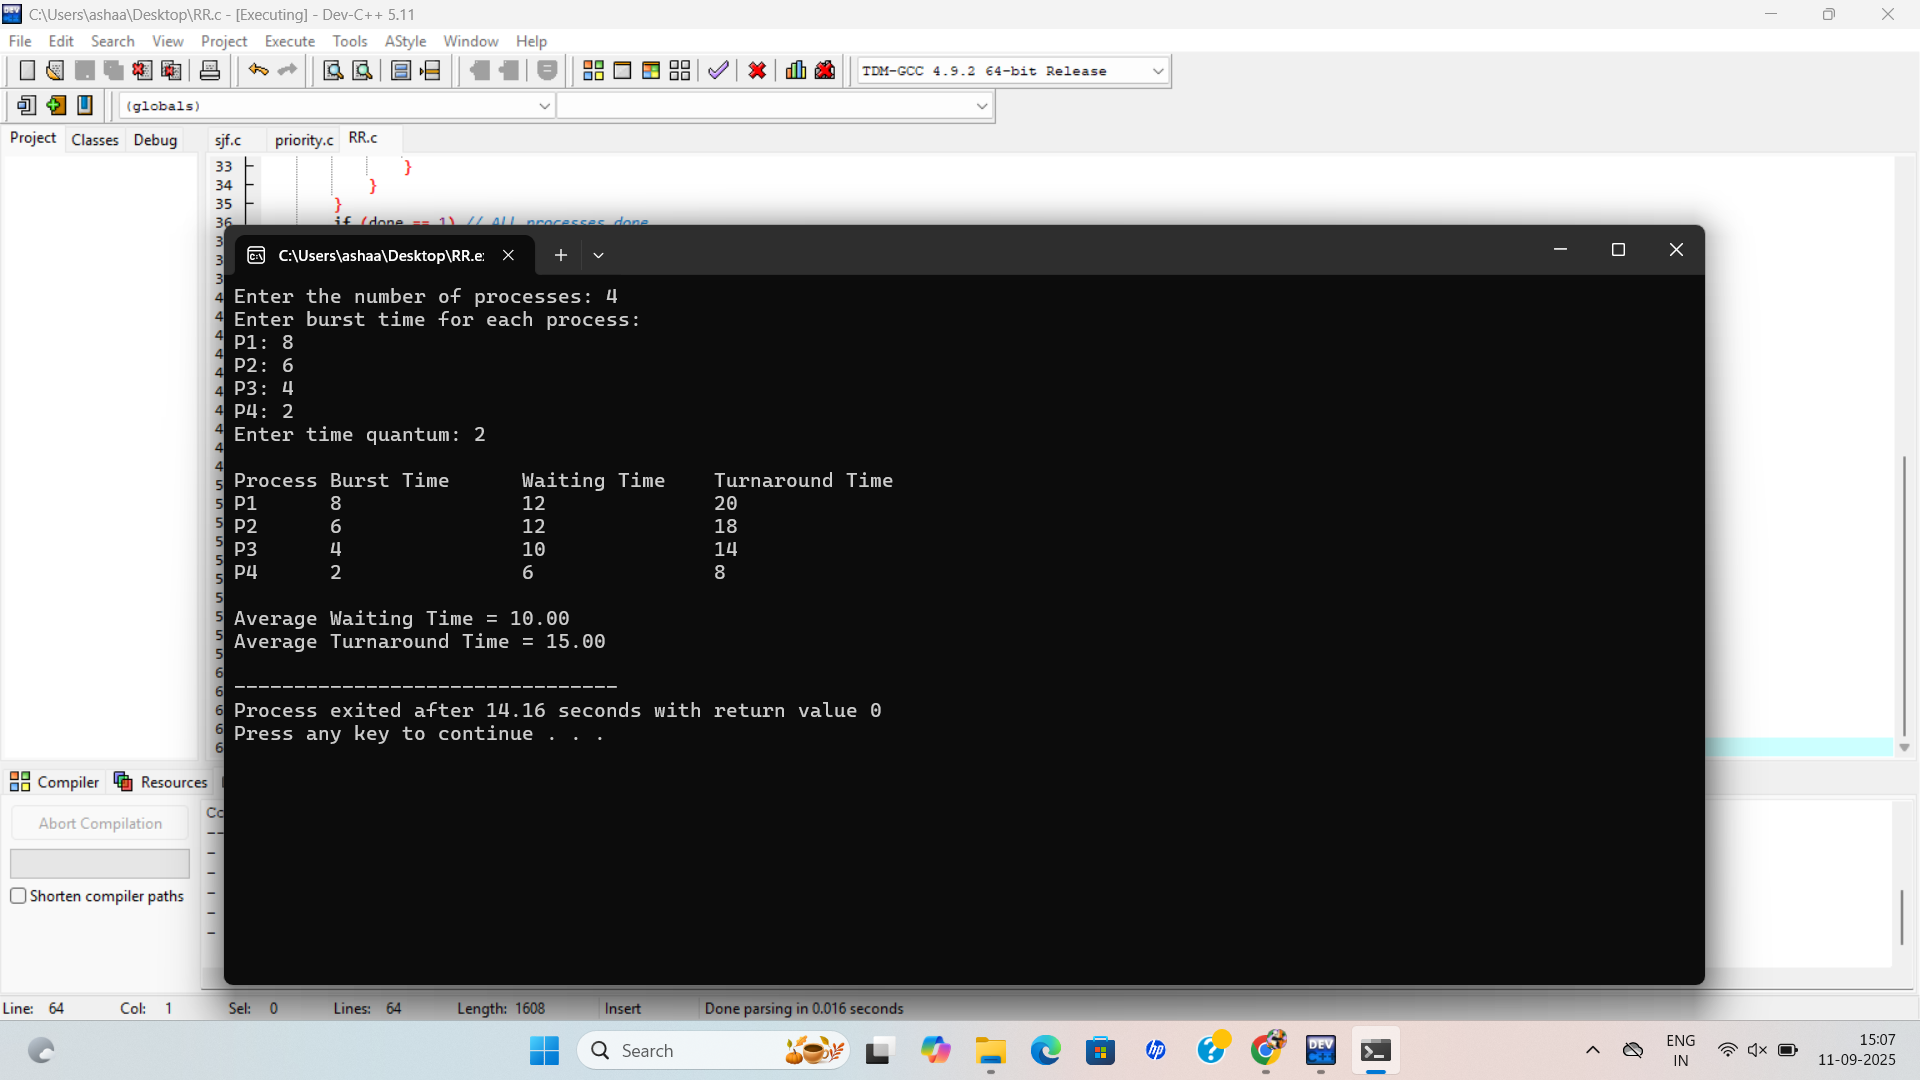 C:\Users\ashaa\Desktop\RR.c - [Executing] - Dev-C++ 5.11
File Edit Search View Project Execute Tools AStyle Window Help
TDM-GCC 4.9.2 64-bit Release
(globals)
Project Classes Debug sjf.c priority.c RR.c
33 }
34 }
35 }
36 if (done == 1) // All processes done
C:\Users\ashaa\Desktop\RR.e
Enter the number of processes: 4
Enter burst time for each process:
P1: 8
P2: 6
P3: 4
P4: 2
Enter time quantum: 2
Process Burst Time Waiting Time Turnaround Time
P1 8 12 20
P2 6 12 18
P3 4 10 14
P4 2 6 8
Average Waiting Time = 10.00
Average Turnaround Time = 15.00
--------------------------------
Process exited after 14.16 seconds with return value 0
Press any key to continue . . .
Compiler Resources
Abort Compilation
Shorten compiler paths
Line: 64 Col: 1 Sel: 0 Lines: 64 Length: 1608 Insert Done parsing in 0.016 seconds
Search
DEV
hp
ENG
IN
15:07
11-09-2025